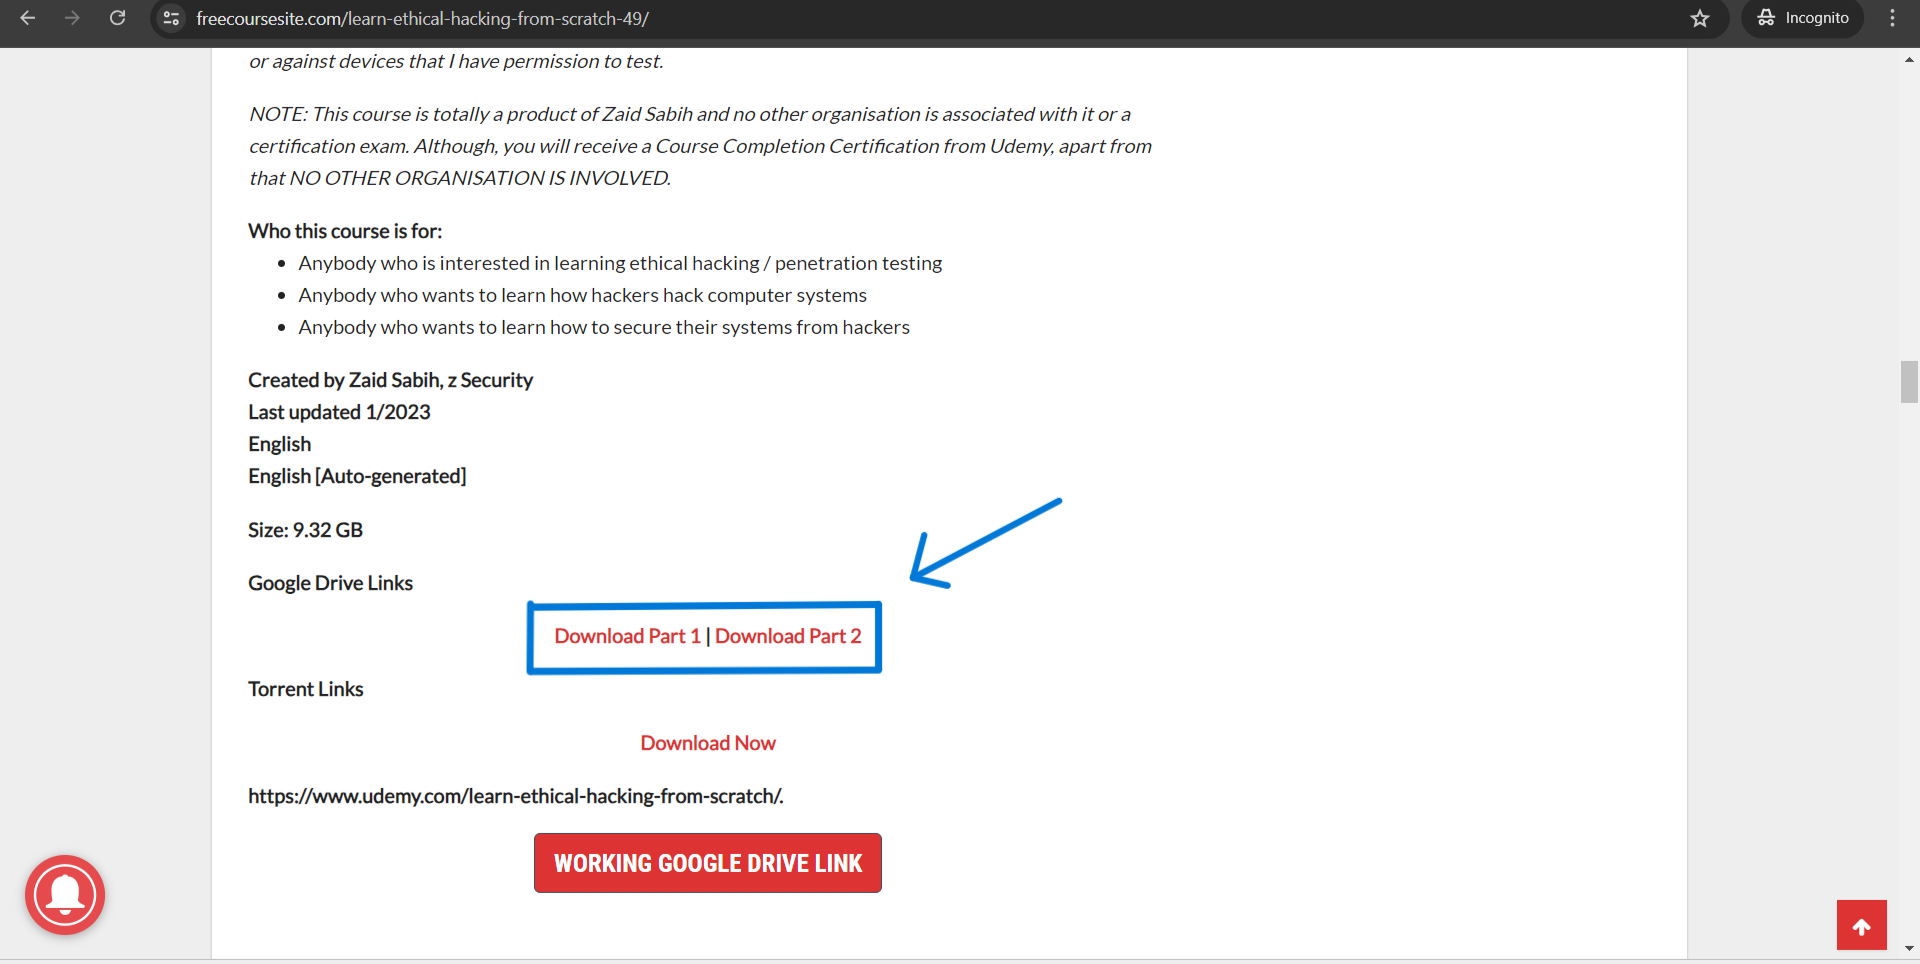 freecoursesite.com/learn-ethical-hacking-from-scratch-49/
Incognito
or against devices that I have permission to test.
NOTE: This course is totally a product of Zaid Sabih and no other organisation is associated with it or a
certification exam. Although, you will receive a Course Completion Certification from Udemy, apart from
that NO OTHER ORGANISATION IS INVOLVED.
Who this course is for:
• Anybody who is interested in learning ethical hacking / penetration testing
• Anybody who wants to learn how hackers hack computer systems
• Anybody who wants to learn how to secure their systems from hackers
Created by Zaid Sabih, z Security
Last updated 1/2023
English
English [Auto-generated]
Size: 9.32 GB
Google Drive Links
Download Part 1 | Download Part 2
Torrent Links
Download Now
https://www.udemy.com/learn-ethical-hacking-from-scratch/.
WORKING GOOGLE DRIVE LINK